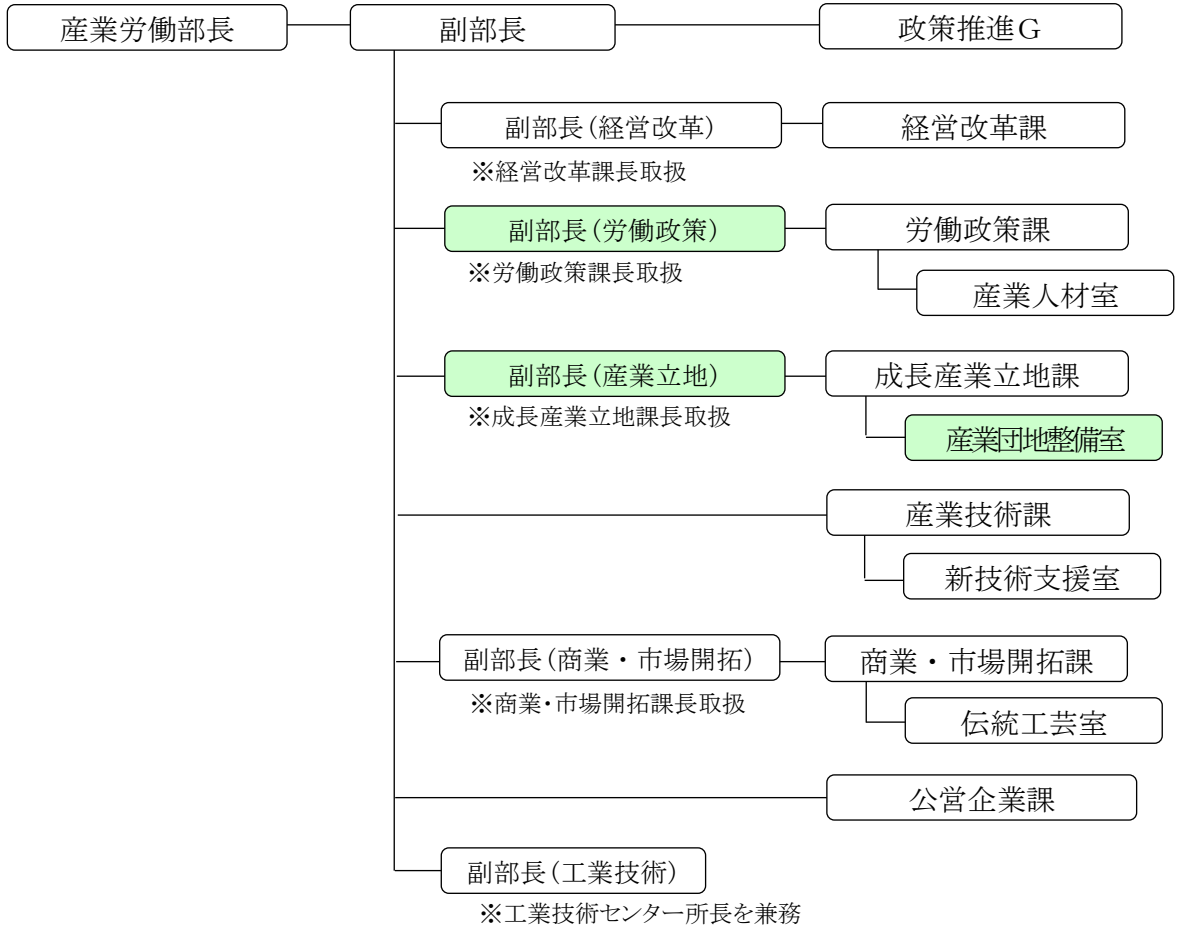 産業労働部長
副部長
政策推進G
副部長(経営改革)
経営改革課
※経営改革課長取扱
副部長(労働政策)
労働政策課
※労働政策課長取扱
産業人材室
副部長(産業立地)
成長産業立地課
※成長産業立地課長取扱
産業団地整備室
産業技術課
新技術支援室
副部長(商業・市場開拓)
商業・市場開拓課
※商業・市場開拓課長取扱
伝統工芸室
公営企業課
副部長(工業技術)
※工業技術センター所長を兼務